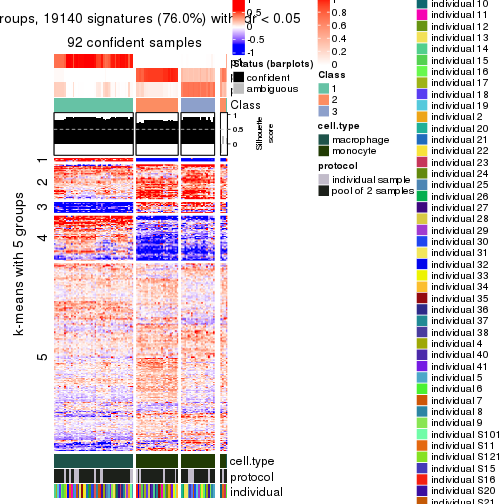 roups, 19140 signatures (76.0%) with
r < 0.05
92 confident samples
k-means with 5 groups
1
2
3
4
5
Class
1
0.5
0
Silhouette
score
cell.type
protocol
individual
1
0.5
0
-0.5
-1
Status (barplots)
confident
ambiguous
0.8
0.6
0.4
0.2
0
Class
1
2
3
cell.type
macrophage
monocyte
protocol
individual sample
pool of 2 samples
individual 10
individual 11
individual 12
individual 13
individual 14
individual 15
individual 16
individual 17
individual 18
individual 19
individual 2
individual 20
individual 21
individual 22
individual 23
individual 24
individual 25
individual 26
individual 27
individual 28
individual 29
individual 30
individual 31
individual 32
individual 33
individual 34
individual 35
individual 36
individual 37
individual 38
individual 4
individual 40
individual 41
individual 5
individual 6
individual 7
individual 8
individual 9
individual S101
individual S11
individual S121
individual S15
individual S16
individual S20
individual S21